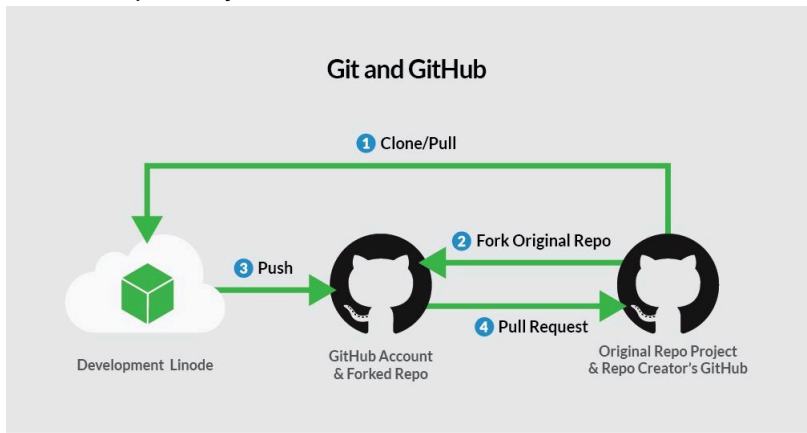 Git and GitHub
1 Clone/Pull
2 Fork Original Repo
3 Push
4 Pull Request
Development Linode
GitHub Account
& Forked Repo
Original Repo Project
& Repo Creator's GitHub